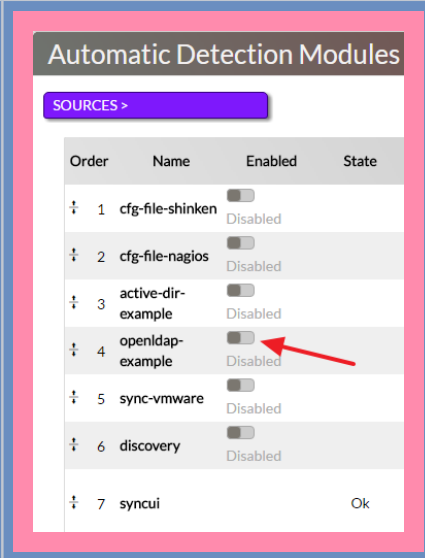 Automatic Detection Modules
SOURCES >
Order Name Enabled State
1 cfg-file-shinken Disabled
2 cfg-file-nagios Disabled
3 active-dir-
example Disabled
4 openldap-
example Disabled
5 sync-vmware Disabled
6 discovery Disabled
7 syncui Ok